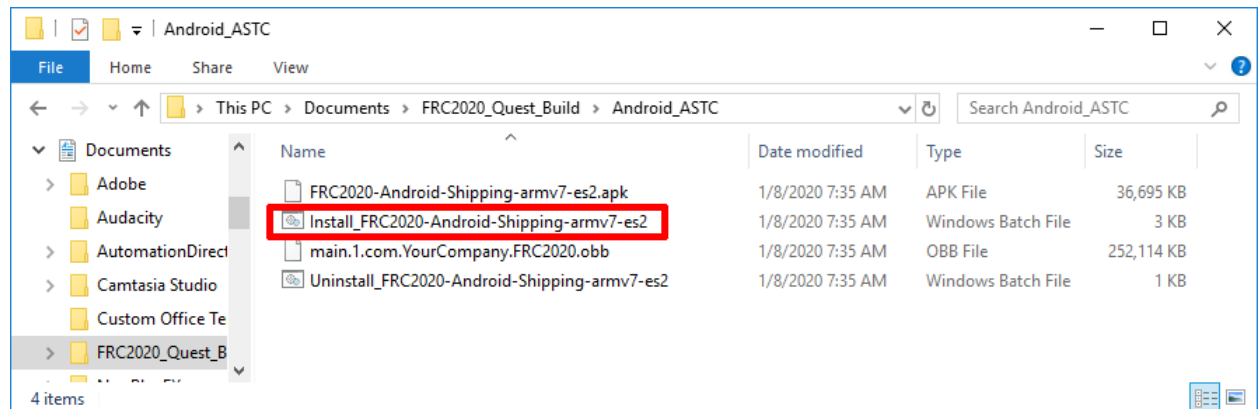 Android_ASTC
File Home Share View
This PC > Documents > FRC2020_Quest_Build > Android_ASTC
Search Android_ASTC
Documents
Adobe
Audacity
AutomationDirect
Camtasia Studio
Custom Office Te
FRC2020_Quest_B
Name Date modified Type Size
FRC2020-Android-Shipping-armv7-es2.apk 1/8/2020 7:35 AM APK File 36,695 KB
Install_FRC2020-Android-Shipping-armv7-es2 1/8/2020 7:35 AM Windows Batch File 3 KB
main.1.com.YourCompany.FRC2020.obb 1/8/2020 7:35 AM OBB File 252,114 KB
Uninstall_FRC2020-Android-Shipping-armv7-es2 1/8/2020 7:35 AM Windows Batch File 1 KB
4 items